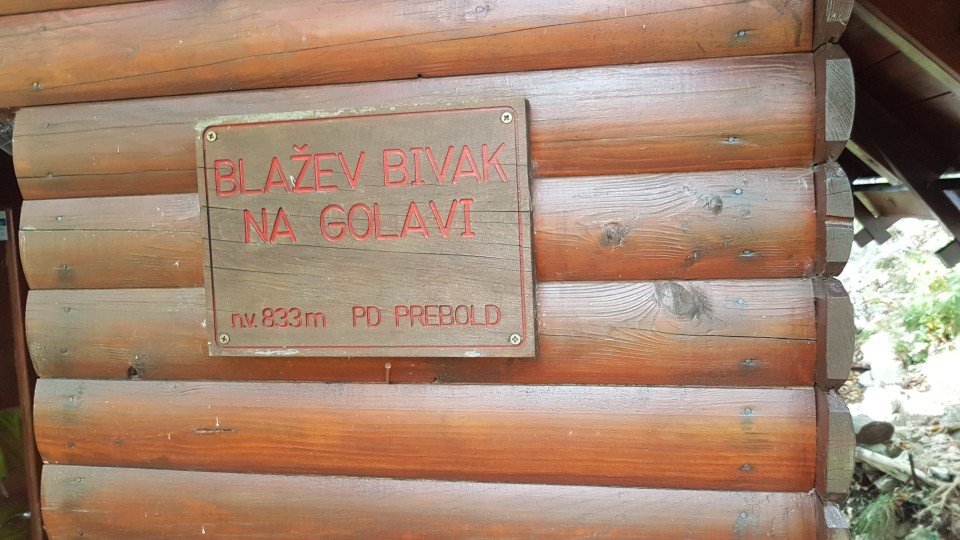 BLAŽEV BIVAK
NA GOLAVI
n.v. 833 m PD PREBOLD